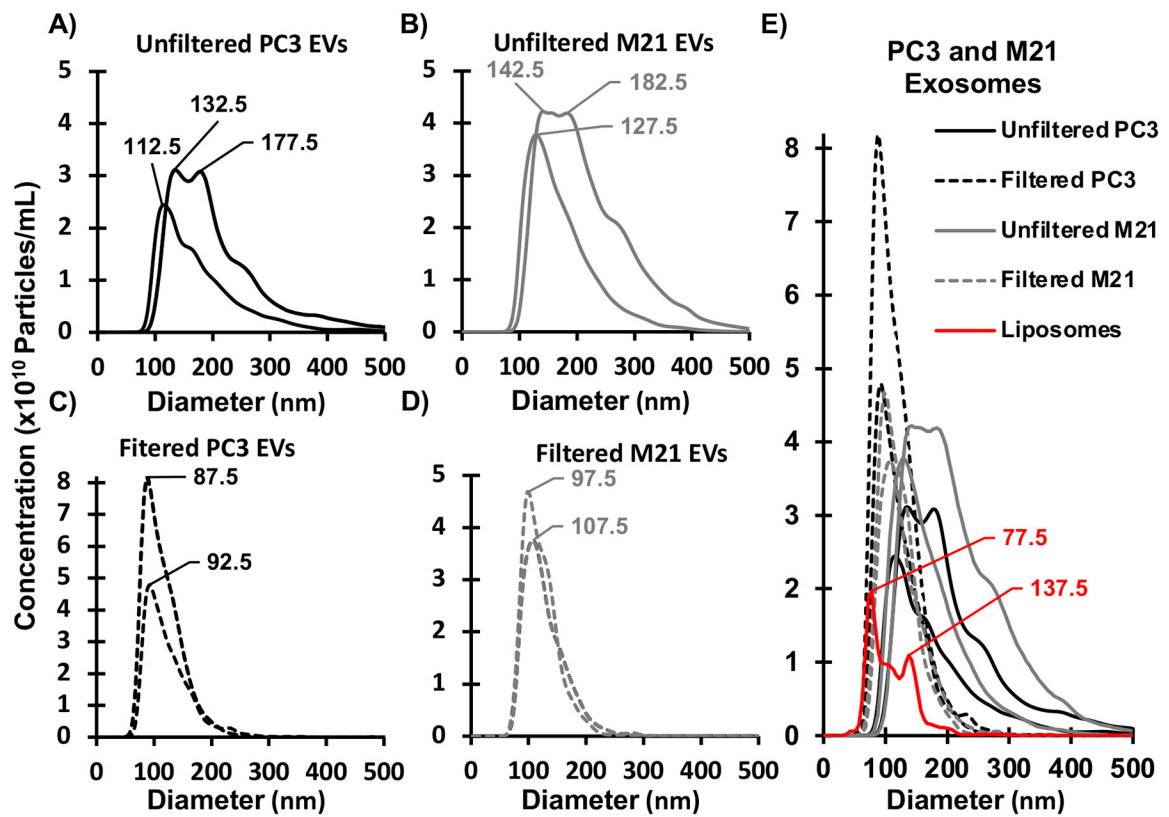 A)
Unfiltered PC3 EVs
5
4
3
2
1
0
112.5
132.5
177.5
0 100 200 300 400 500
Diameter (nm)
B)
Unfiltered M21 EVs
5
4
3
2
1
0
142.5
182.5
127.5
0 100 200 300 400 500
Diameter (nm)
Concentration (x10¹⁰ Particles/mL)
C)
Fitered PC3 EVs
8
7
6
5
4
3
2
1
0
87.5
92.5
0 100 200 300 400 500
Diameter (nm)
D)
Filtered M21 EVs
5
4
3
2
1
0
97.5
107.5
0 100 200 300 400 500
Diameter (nm)
E)
PC3 and M21
Exosomes
Unfiltered PC3
Filtered PC3
Unfiltered M21
Filtered M21
Liposomes
8
7
6
5
4
3
2
1
0
77.5
137.5
0 100 200 300 400 500
Diameter (nm)